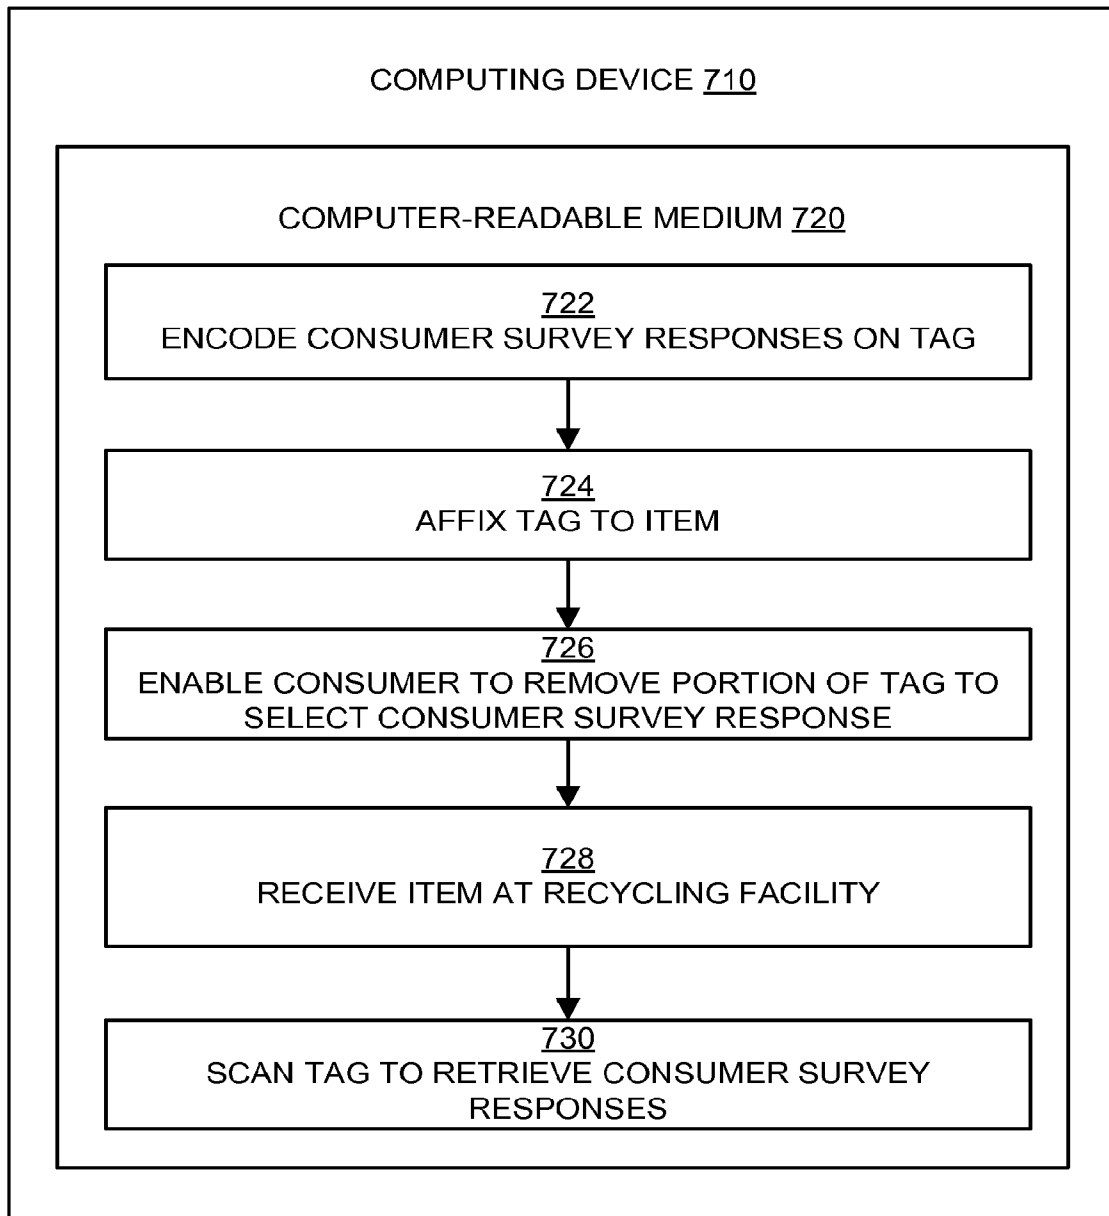 COMPUTING DEVICE 710
COMPUTER-READABLE MEDIUM 720
722
ENCODE CONSUMER SURVEY RESPONSES ON TAG
724
AFFIX TAG TO ITEM
726
ENABLE CONSUMER TO REMOVE PORTION OF TAG TO
SELECT CONSUMER SURVEY RESPONSE
728
RECEIVE ITEM AT RECYCLING FACILITY
730
SCAN TAG TO RETRIEVE CONSUMER SURVEY
RESPONSES